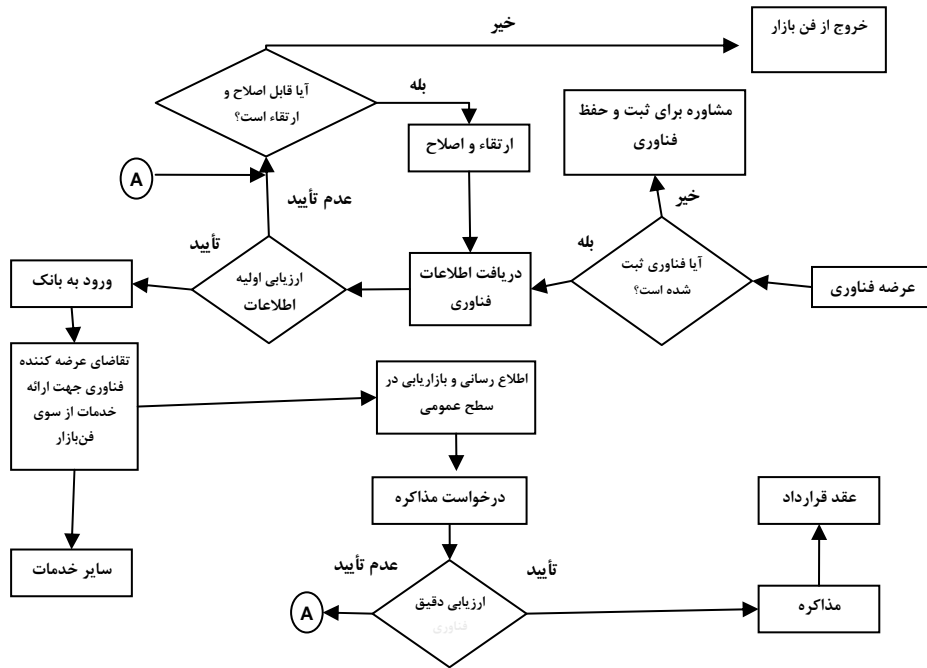 خیر
خروج از فن بازار
آیا قابل اصلاح و
ارتقاء است؟
بله
ارتقاء و اصلاح
مشاوره برای ثبت و حفظ
فناوری
A
عدم تأیید
خیر
تأیید
بله
آیا فناوری ثبت
شده است؟
عرضه فناوری
دریافت اطلاعات
فناوری
ارزیابی اولیه
اطلاعات
ورود به بانک
تقاضای عرضه کننده
فناوری جهت ارائه
خدمات از سوی
فن‌بازار
اطلاع رسانی و بازاریابی در
سطح عمومی
درخواست مذاکره
عقد قرارداد
سایر خدمات
عدم تأیید
تأیید
ارزیابی دقیق
فناوری
A
مذاکره